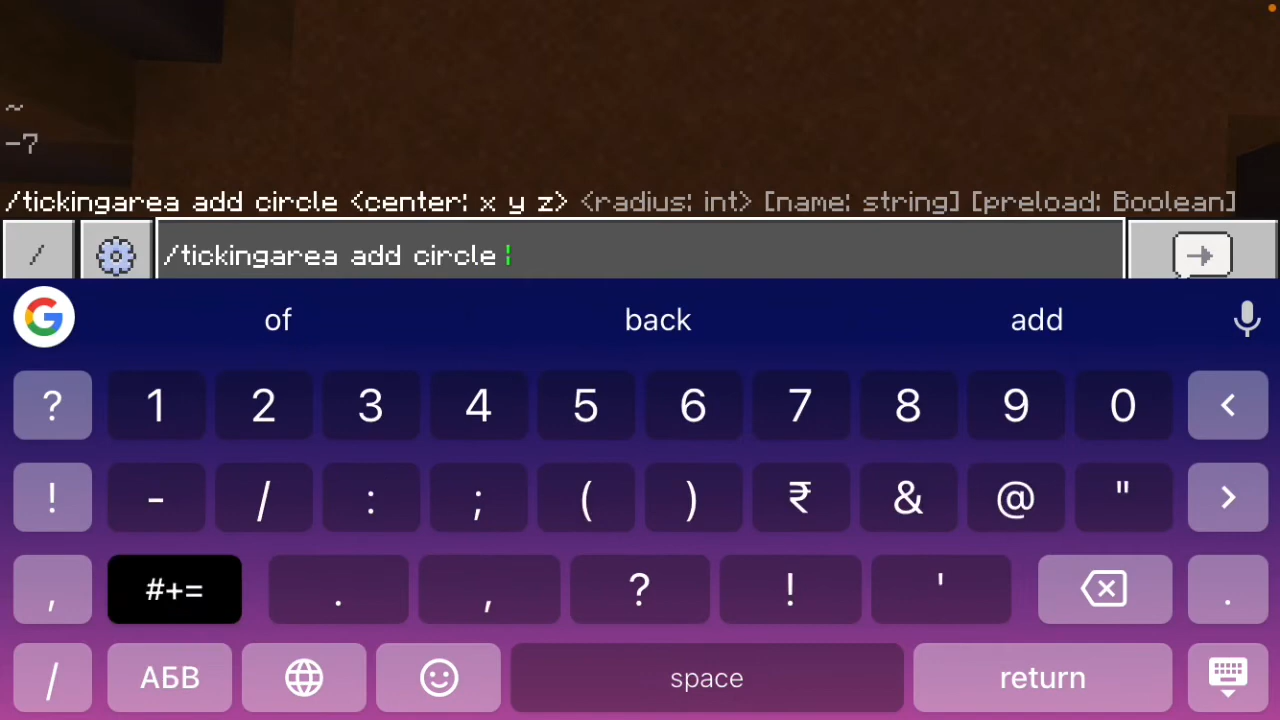 ~
-7
/tickingarea add circle <center: x y z> <radius: int> [name: string] [preload: Boolean]
/ /tickingarea add circle
G of back add
? 1 2 3 4 5 6 7 8 9 0 <
! - / : ; ( ) ₹ & @ " >
, #+= . , ? ! ' .
/ АБВ space return